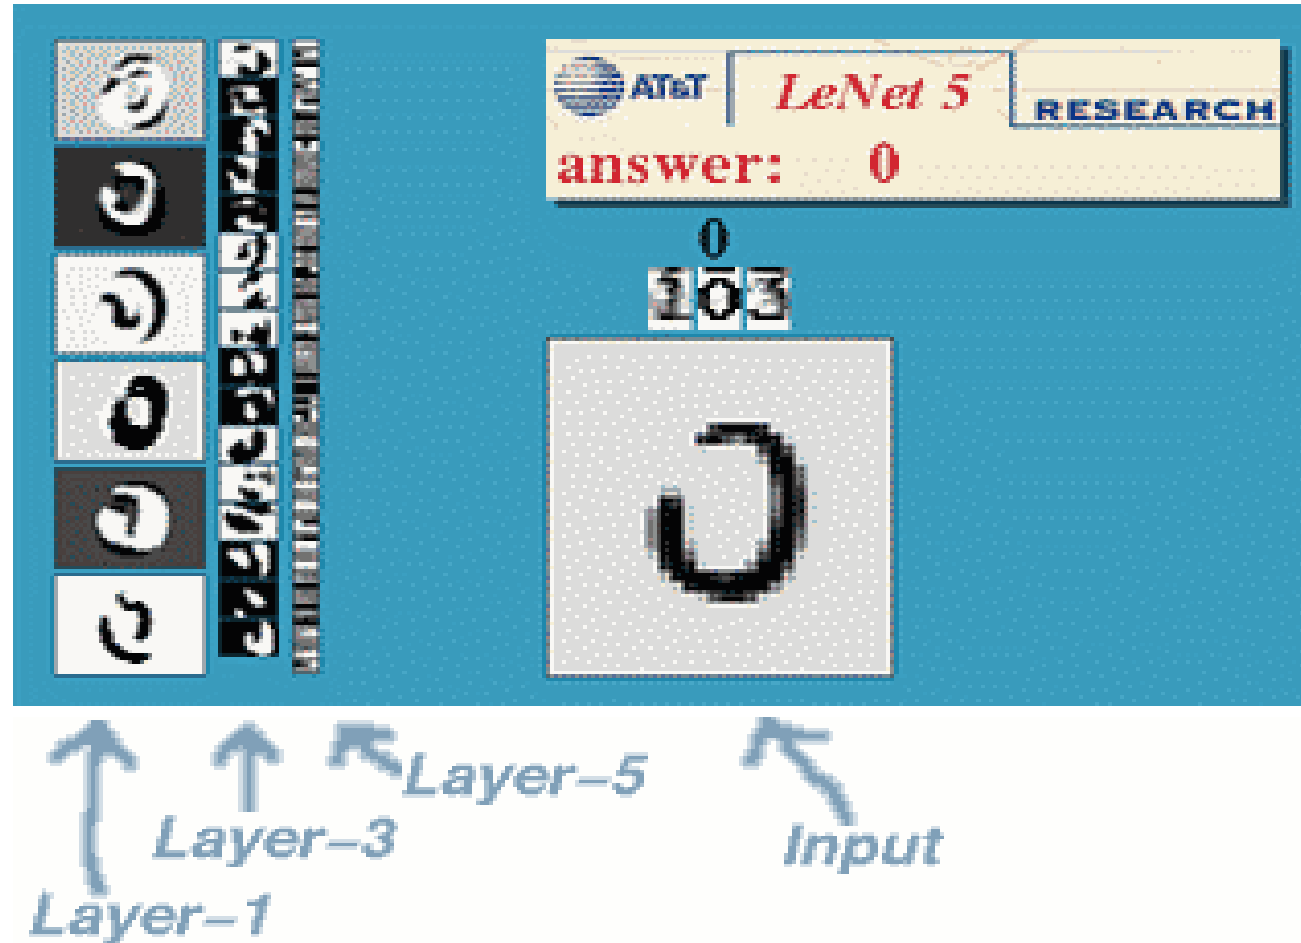 AT&T LeNet 5 RESEARCH
answer: 0
0
103
Layer-5
Layer-3
Input
Layer-1